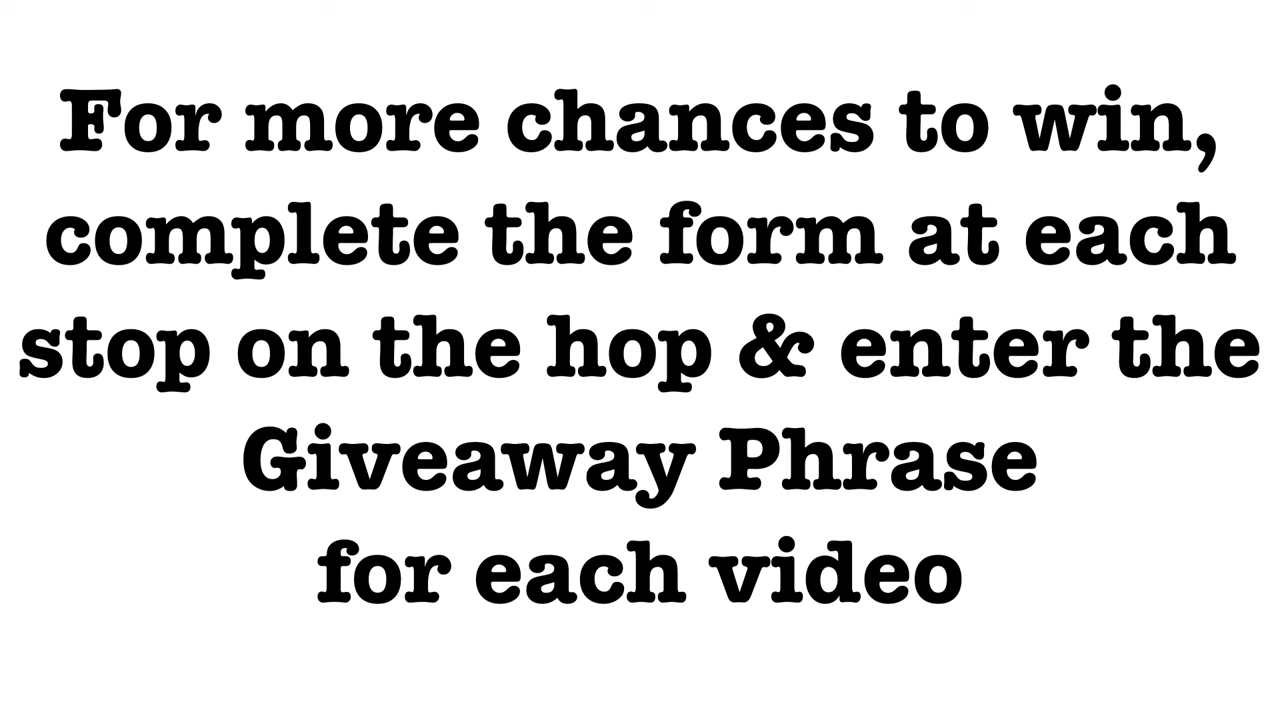 For more chances to win,
complete the form at each
stop on the hop & enter the
Giveaway Phrase
for each video